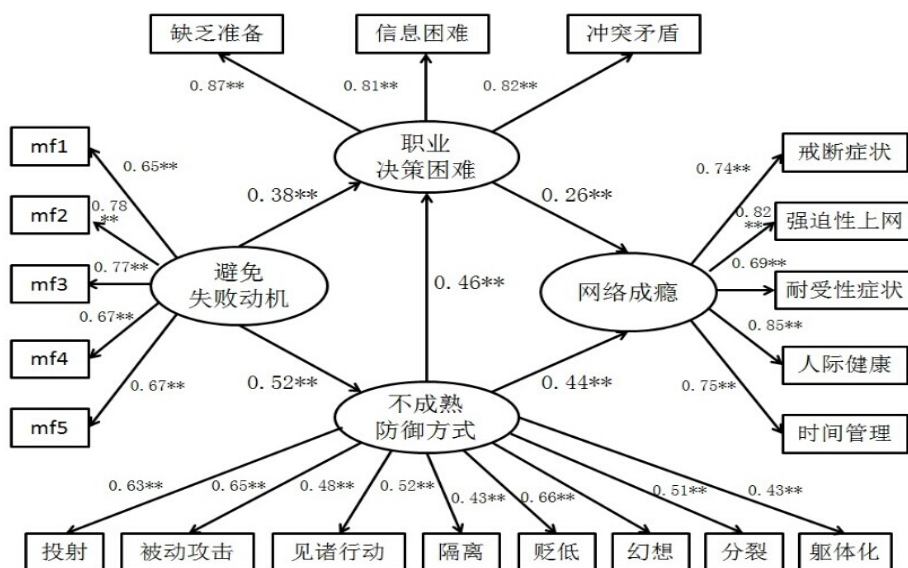 缺乏准备
信息困难
冲突矛盾
0.87**
0.81**
0.82**
mf1
职业
决策困难
戒断症状
0.65**
0.74**
0.38**
0.26**
mf2
0.78
**
0.82
**
强迫性上网
mf3
0.77**
避免
失败动机
0.46**
网络成瘾
0.69**
耐受性症状
0.67**
0.85**
mf4
人际健康
0.67**
0.52**
0.44**
0.75**
mf5
不成熟
防御方式
时间管理
0.63**
0.65**
0.48**
0.52**
0.43**
0.66**
0.51**
0.43**
投射
被动攻击
见诸行动
隔离
贬低
幻想
分裂
躯体化